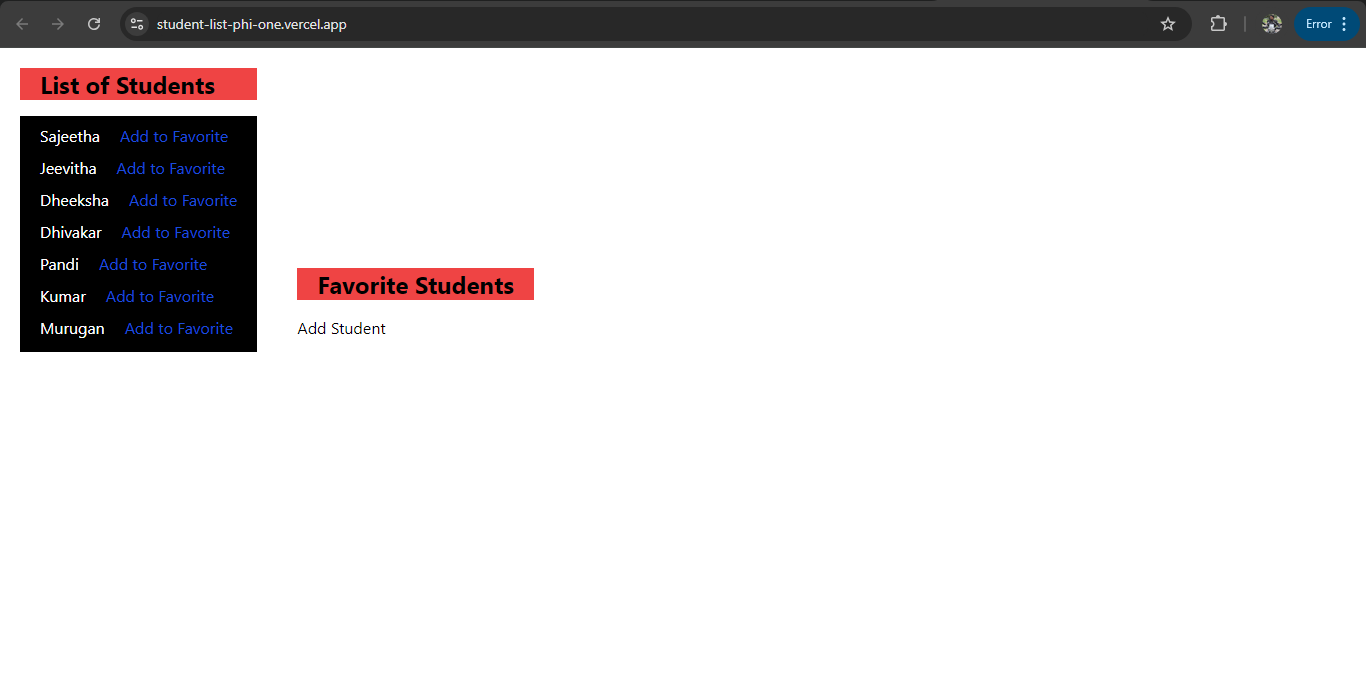 student-list-phi-one.vercel.app
Error
List of Students
Sajeetha Add to Favorite
Jeevitha Add to Favorite
Dheeksha Add to Favorite
Dhivakar Add to Favorite
Pandi Add to Favorite
Kumar Add to Favorite
Murugan Add to Favorite
Favorite Students
Add Student